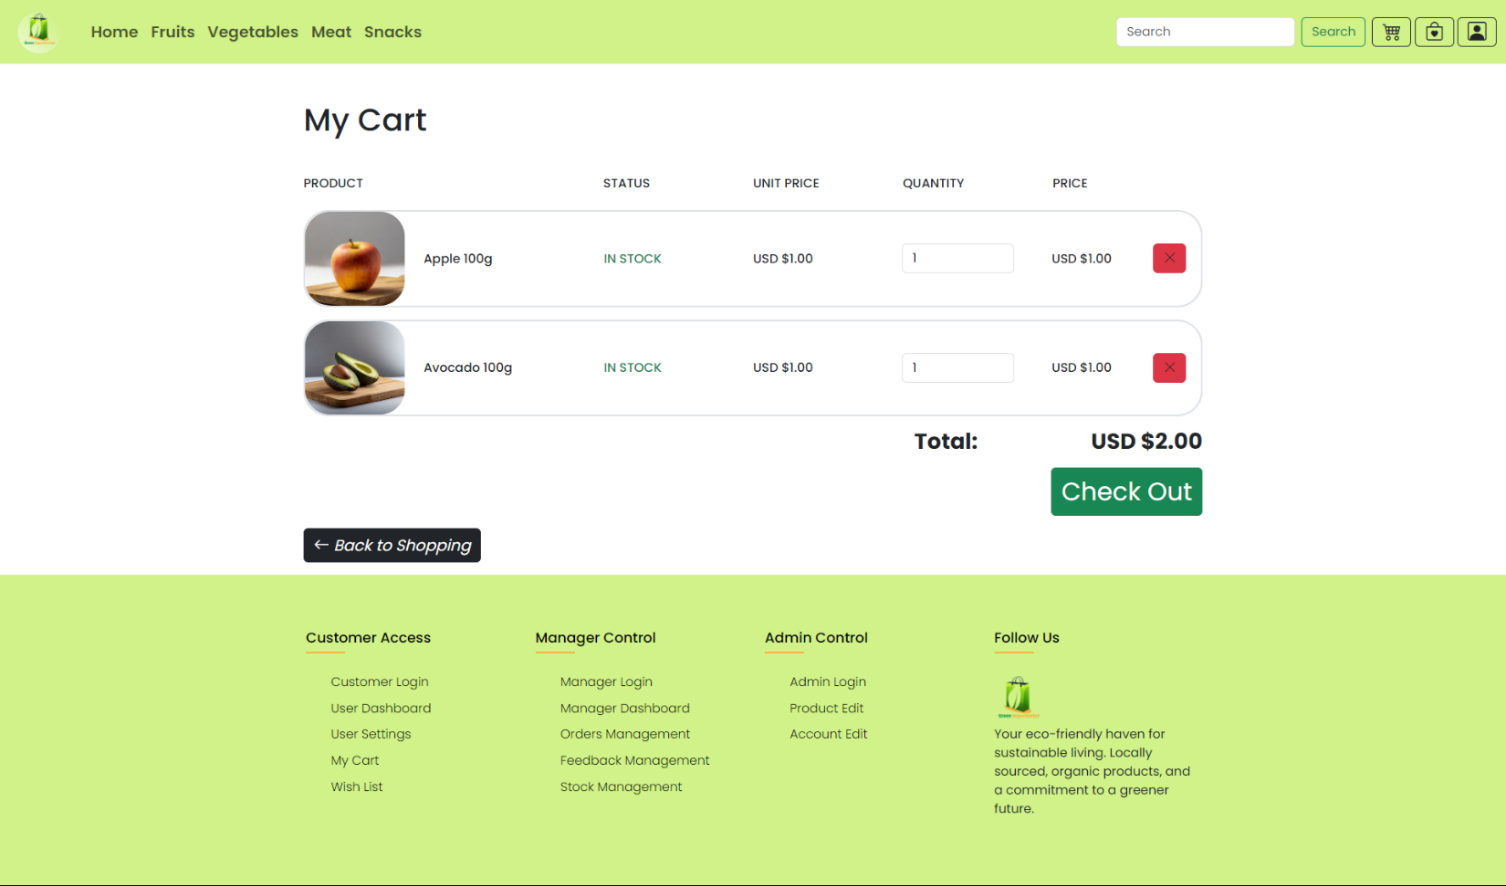 Home Fruits Vegetables Meat Snacks Search Search
My Cart
PRODUCT STATUS UNIT PRICE QUANTITY PRICE
Apple 100g IN STOCK USD $1.00 1 USD $1.00
Avocado 100g IN STOCK USD $1.00 1 USD $1.00
Total: USD $2.00
Check Out
← Back to Shopping
Customer Access
Customer Login
User Dashboard
User Settings
My Cart
Wish List
Manager Control
Manager Login
Manager Dashboard
Orders Management
Feedback Management
Stock Management
Admin Control
Admin Login
Product Edit
Account Edit
Follow Us
Your eco-friendly haven for
sustainable living. Locally
sourced, organic products, and
a commitment to a greener
future.